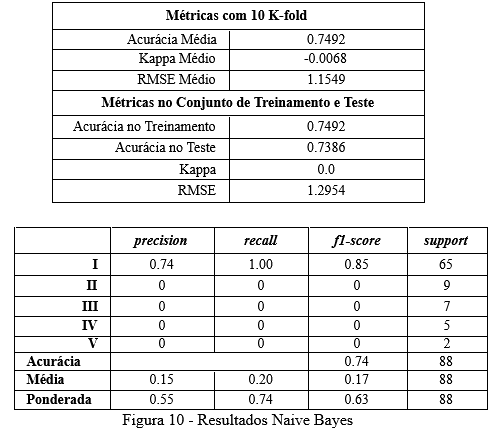 Métricas com 10 K-fold
Acurácia Média 0.7492
Kappa Médio -0.0068
RMSE Médio 1.1549
Métricas no Conjunto de Treinamento e Teste
Acurácia no Treinamento 0.7492
Acurácia no Teste 0.7386
Kappa 0.0
RMSE 1.2954
precision recall f1-score support
I 0.74 1.00 0.85 65
II 0 0 0 9
III 0 0 0 7
IV 0 0 0 5
V 0 0 0 2
Acurácia 0.74 88
Média 0.15 0.20 0.17 88
Ponderada 0.55 0.74 0.63 88
Figura 10 - Resultados Naive Bayes